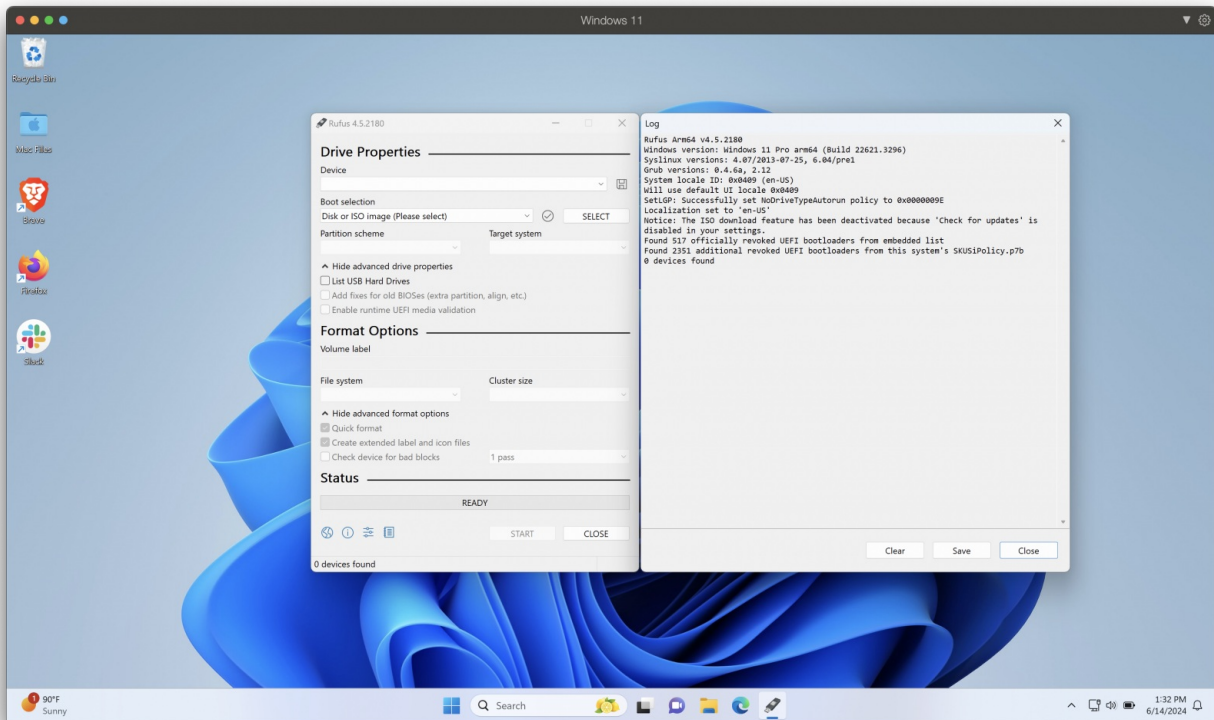 Windows 11
Recycle Bin
Mac Files
Brave
Firefox
Slack
Rufus 4.5.2180
Drive Properties
Device
Boot selection
Disk or ISO image (Please select)
SELECT
Partition scheme
Target system
Hide advanced drive properties
List USB Hard Drives
Add fixes for old BIOSes (extra partition, align, etc.)
Enable runtime UEFI media validation
Format Options
Volume label
File system
Cluster size
Hide advanced format options
Quick format
Create extended label and icon files
Check device for bad blocks
1 pass
Status
READY
START
CLOSE
0 devices found
Log
Rufus Arm64 v4.5.2180
Windows version: Windows 11 Pro arm64 (Build 22621.3296)
Syslinux versions: 4.07/2013-07-25, 6.04/pre1
Grub versions: 0.4.6a, 2.12
System locale ID: 0x0409 (en-US)
Will use default UI locale 0x0409
SetLGP: Successfully set NoDriveTypeAutorun policy to 0x0000009E
Localization set to 'en-US'
Notice: The ISO download feature has been deactivated because 'Check for updates' is
disabled in your settings.
Found 517 officially revoked UEFI bootloaders from embedded list
Found 2351 additional revoked UEFI bootloaders from this system's SKUSiPolicy.p7b
0 devices found
Clear
Save
Close
1
90°F
Sunny
Search
1:32 PM
6/14/2024